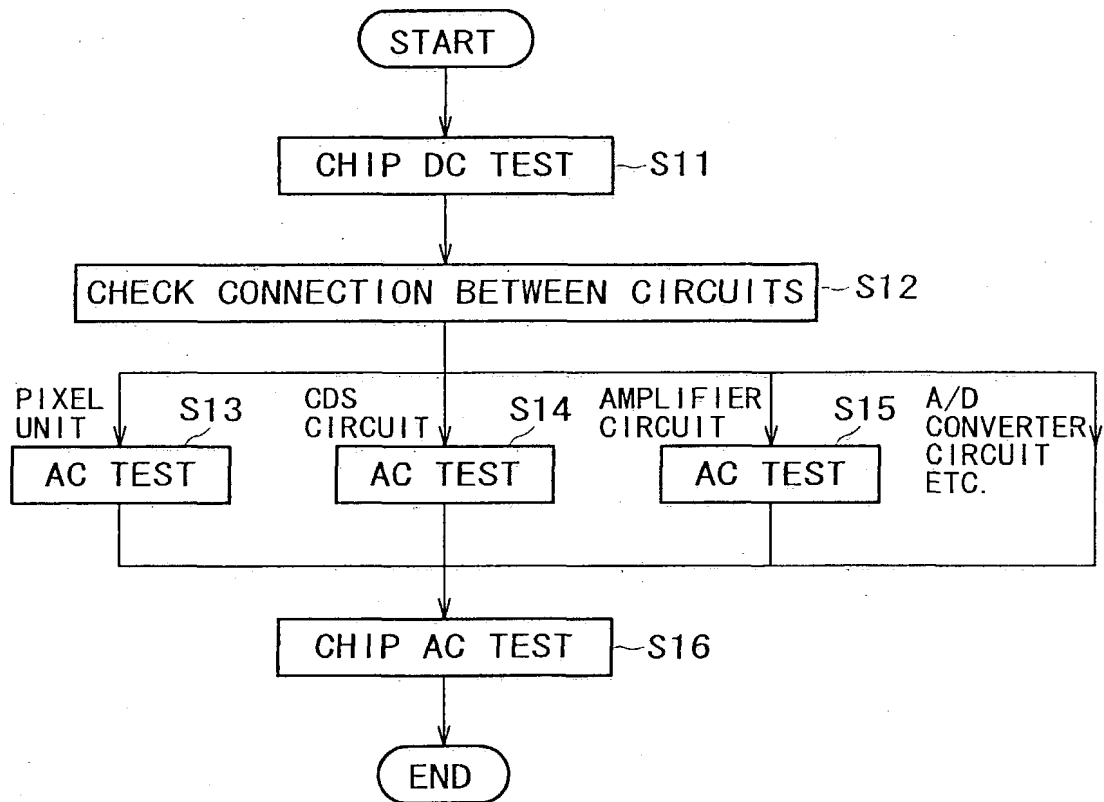 START
CHIP DC TEST
S11
CHECK CONNECTION BETWEEN CIRCUITS
S12
PIXEL
UNIT
S13
AC TEST
CDS
CIRCUIT
S14
AC TEST
AMPLIFIER
CIRCUIT
S15
AC TEST
A/D
CONVERTER
CIRCUIT
ETC.
CHIP AC TEST
S16
END